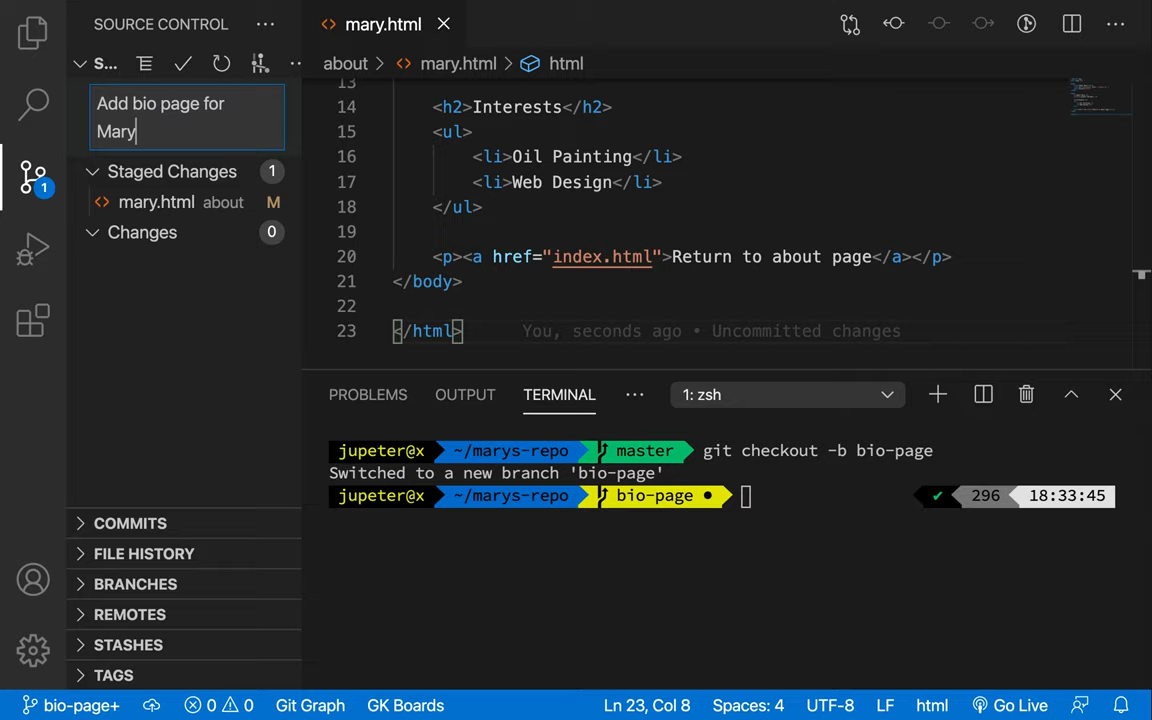 SOURCE CONTROL ...
mary.html
S... ...
about > mary.html > html
Add bio page for
Mary
13
14 <h2>Interests</h2>
15 <ul>
16 <li>Oil Painting</li>
17 <li>Web Design</li>
18 </ul>
19
20 <p><a href="index.html">Return to about page</a></p>
21 </body>
22
23 </html> You, seconds ago • Uncommitted changes
Staged Changes 1
mary.html about M
Changes 0
1
PROBLEMS OUTPUT TERMINAL ... 1: zsh
jupeter@x ~/marys-repo master git checkout -b bio-page
Switched to a new branch 'bio-page'
jupeter@x ~/marys-repo bio-page ● ✔ 296 18:33:45
COMMITS
FILE HISTORY
BRANCHES
REMOTES
STASHES
TAGS
bio-page+ 0 0 Git Graph GK Boards Ln 23, Col 8 Spaces: 4 UTF-8 LF html Go Live